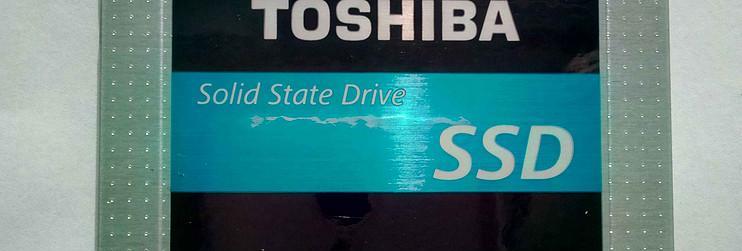 TOSHIBA
Solid State Drive
SSD